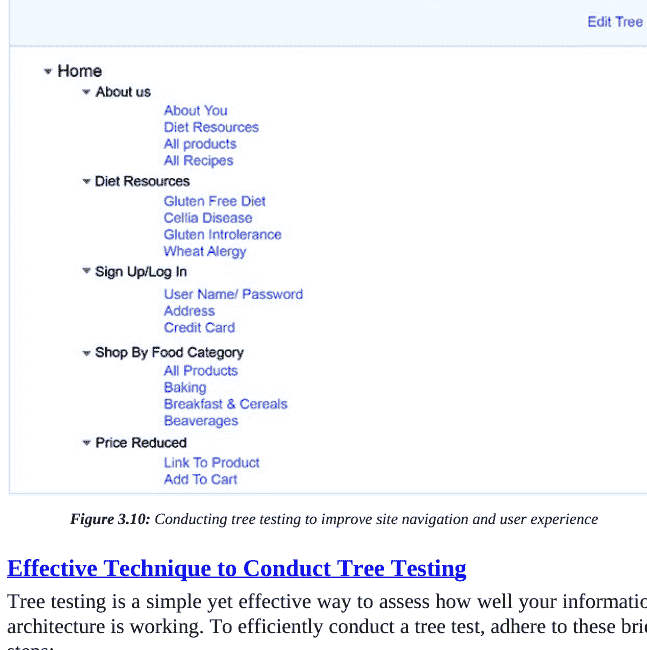 Edit Tree
Home
About us
About You
Diet Resources
All products
All Recipes
Diet Resources
Gluten Free Diet
Cellia Disease
Gluten Introlerance
Wheat Alergy
Sign Up/Log In
User Name/ Password
Address
Credit Card
Shop By Food Category
All Products
Baking
Breakfast & Cereals
Beaverages
Price Reduced
Link To Product
Add To Cart
Figure 3.10: Conducting tree testing to improve site navigation and user experience
Effective Technique to Conduct Tree Testing
Tree testing is a simple yet effective way to assess how well your informatio
architecture is working. To efficiently conduct a tree test, adhere to these brie